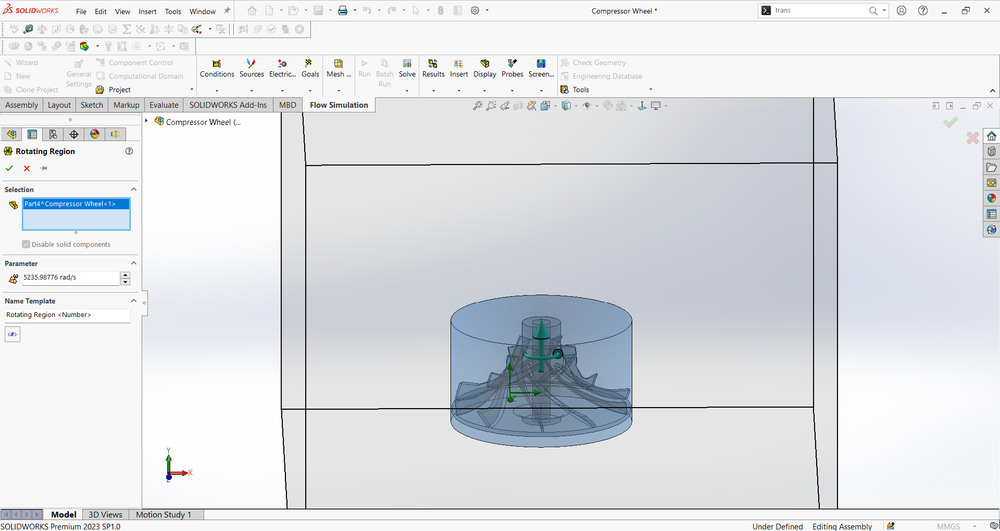 SOLIDWORKS File Edit View Insert Tools Window Compressor Wheel * trans
Abc
Wizard
New
Clone Project
General Settings
Component Control
Computational Domain
Project
Conditions Sources Electric... Goals Mesh ... Run Batch Run Solve Results Insert Display Probes Screen...
Check Geometry
Engineering Database
Tools
Assembly Layout Sketch Markup Evaluate SOLIDWORKS Add-Ins MBD Flow Simulation
Compressor Wheel (...
Rotating Region
Selection
Part4^Compressor Wheel<1>
Disable solid components
Parameter
5235.98776 rad/s
Name Template
Rotating Region <Number>
<#>
Y
X
Z
Y
X
Z
Model 3D Views Motion Study 1
SOLIDWORKS Premium 2023 SP1.0 Under Defined Editing Assembly MMGS